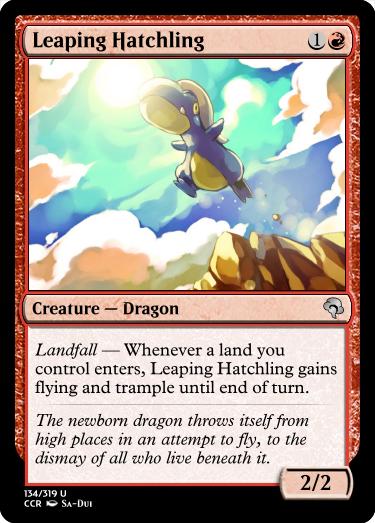 Leaping Hatchling 1
Creature — Dragon
Landfall — Whenever a land you
control enters, Leaping Hatchling gains
flying and trample until end of turn.
The newborn dragon throws itself from
high places in an attempt to fly, to the
dismay of all who live beneath it.
2/2
134/319 U
CCR Sa-Dui